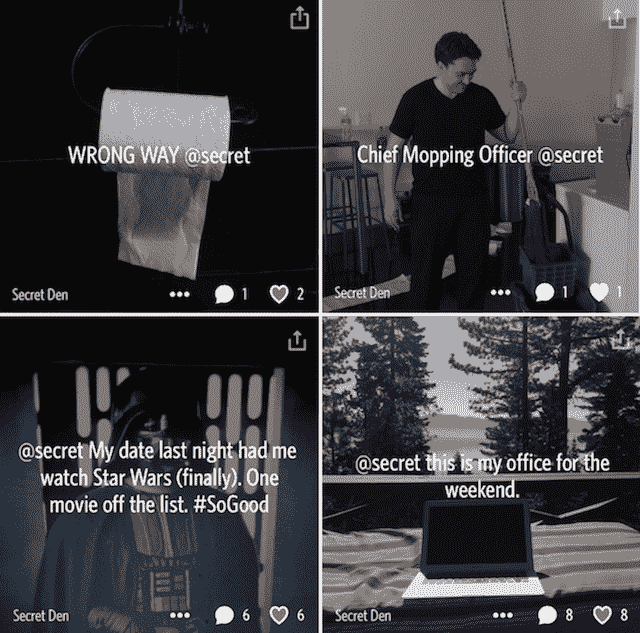 WRONG WAY @secret
Secret Den
1
2
Chief Mopping Officer @secret
Secret Den
1
1
@secret My date last night had me
watch Star Wars (finally). One
movie off the list. #SoGood
Secret Den
6
6
@secret this is my office for the
weekend.
Secret Den
8
8